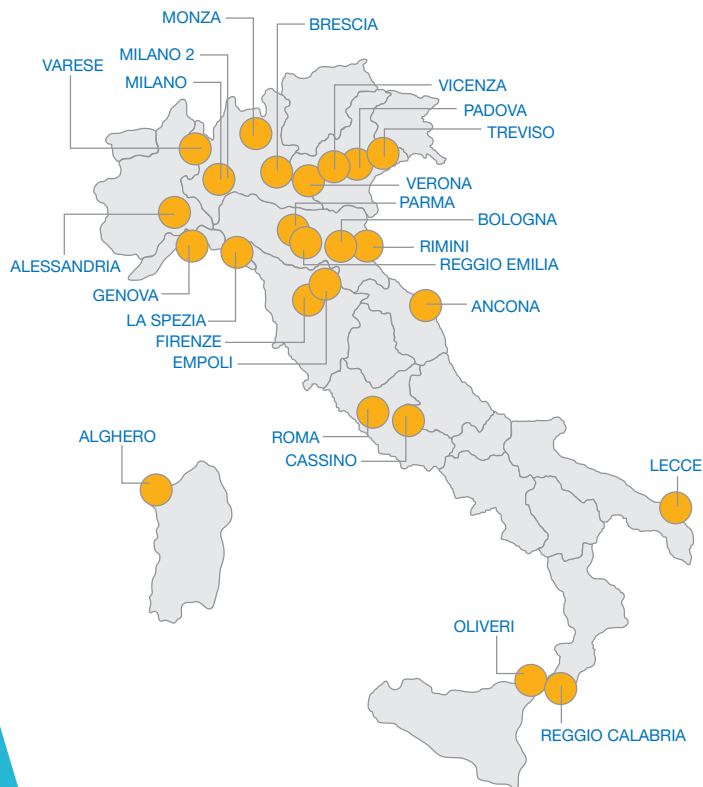 MONZA
BRESCIA
MILANO 2
VARESE
MILANO
VICENZA
PADOVA
TREVISO
VERONA
PARMA
BOLOGNA
RIMINI
REGGIO EMILIA
ALESSANDRIA
GENOVA
LA SPEZIA
ANCONA
FIRENZE
EMPOLI
ALGHERO
ROMA
CASSINO
LECCE
OLIVERI
REGGIO CALABRIA